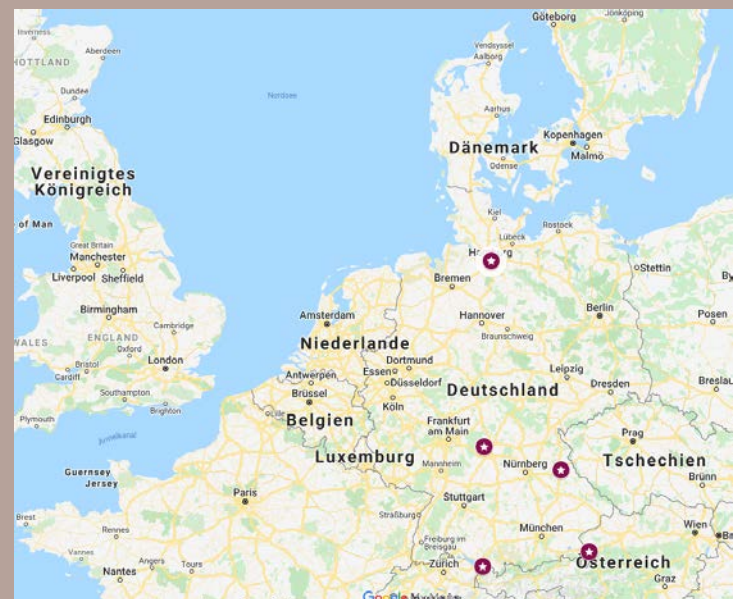 Göteborg
Jönköping
Inverness
Aberdeen
Vendsyssel
Aalborg
HOTTLAND
Dundee
Nordsee
Aarhus
Edinburgh
Glasgow
Kopenhagen
Malmö
Dänemark
Odense
Vereinigtes
Königreich
e of Man
Kiel
Rostock
Lübeck
Great Britain
Manchester
Liverpool
Sheffield
Stettin
Bremen
By
Birmingham
Cambridge
Amsterdam
Hannover
Berlin
Posen
WALES
ENGLAND
Oxford
Braunschweig
Niederlande
Bristol
London
Cardiff
Dortmund
Essen
Leipzig
Southampton
Antwerpen
Düsseldorf
Dresden
Breslau
Brighton
Brüssel
Deutschland
Plymouth
Lille
Köln
Belgien
Frankfurt
am Main
Ärmelkanal
Prag
Luxemburg
Tschechien
Guernsey
Mannheim
Nürnberg
Jersey
Brünn
Paris
Stuttgart
Brest
Straßburg
Rennes
München
Wien
Freiburg im
Breisgau
Vannes
Angers
Tours
Österreich
Nantes
Zürich
Graz